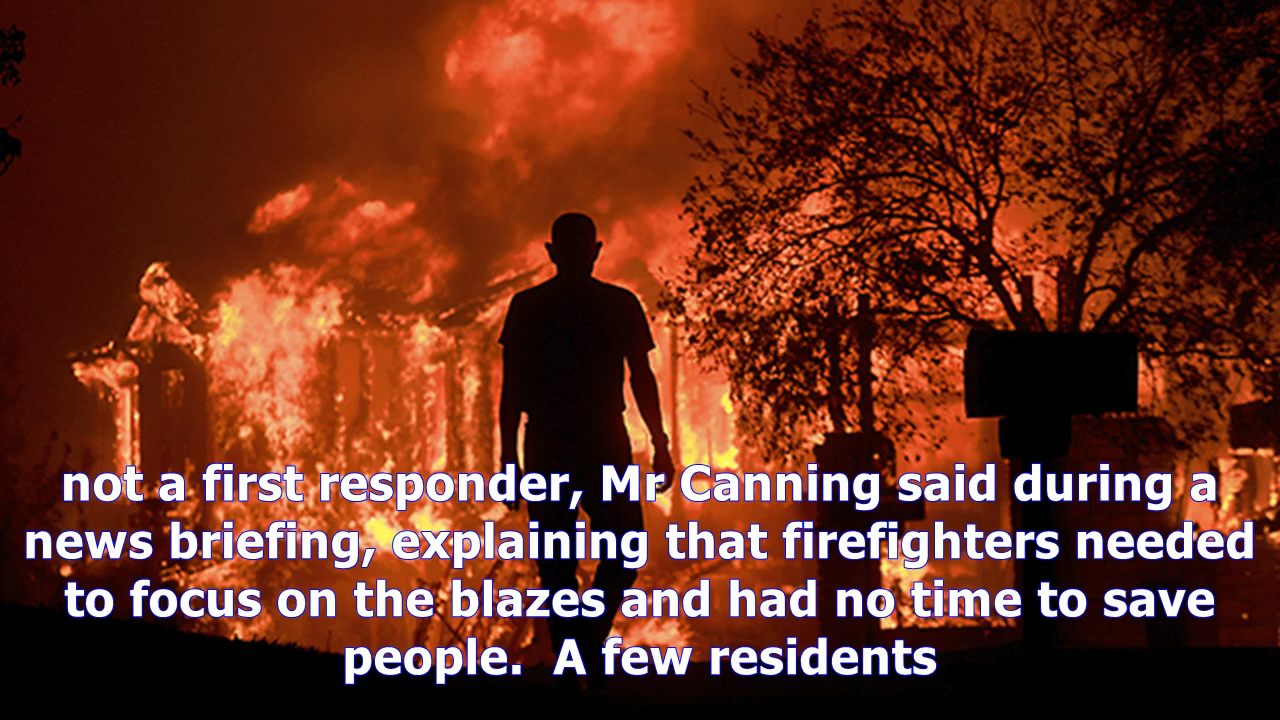 not a first responder, Mr Canning said during a
news briefing, explaining that firefighters needed
to focus on the blazes and had no time to save
people.  A few residents